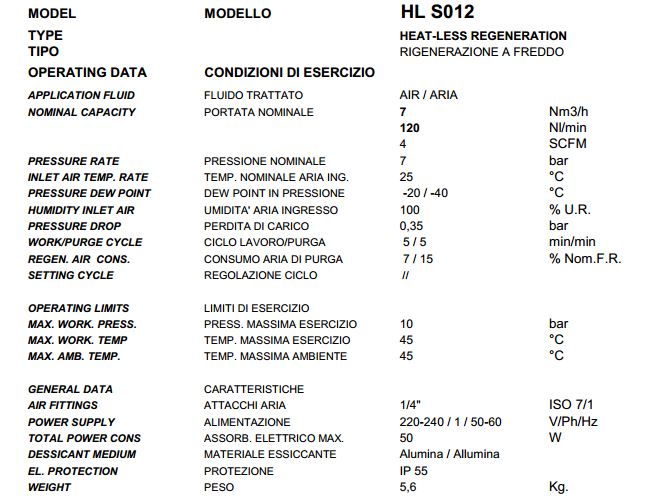 MODEL MODELLO HL S012
TYPE HEAT-LESS REGENERATION
TIPO RIGENERAZIONE A FREDDO
OPERATING DATA CONDIZIONI DI ESERCIZIO
APPLICATION FLUID FLUIDO TRATTATO AIR / ARIA
NOMINAL CAPACITY PORTATA NOMINALE 7 Nm3/h
120 Nl/min
4 SCFM
PRESSURE RATE PRESSIONE NOMINALE 7 bar
INLET AIR TEMP. RATE TEMP. NOMINALE ARIA ING. 25 °C
PRESSURE DEW POINT DEW POINT IN PRESSIONE -20 / -40 °C
HUMIDITY INLET AIR UMIDITA' ARIA INGRESSO 100 % U.R.
PRESSURE DROP PERDITA DI CARICO 0,35 bar
WORK/PURGE CYCLE CICLO LAVORO/PURGA 5 / 5 min/min
REGEN. AIR CONS. CONSUMO ARIA DI PURGA 7 / 15 % Nom.F.R.
SETTING CYCLE REGOLAZIONE CICLO //
OPERATING LIMITS LIMITI DI ESERCIZIO
MAX. WORK. PRESS. PRESS. MASSIMA ESERCIZIO 10 bar
MAX. WORK. TEMP TEMP. MASSIMA ESERCIZIO 45 °C
MAX. AMB. TEMP. TEMP. MASSIMA AMBIENTE 45 °C
GENERAL DATA CARATTERISTICHE
AIR FITTINGS ATTACCHI ARIA 1/4" ISO 7/1
POWER SUPPLY ALIMENTAZIONE 220-240 / 1 / 50-60 V/Ph/Hz
TOTAL POWER CONS ASSORB. ELETTRICO MAX. 50 W
DESSICANT MEDIUM MATERIALE ESSICCANTE Alumina / Allumina
EL. PROTECTION PROTEZIONE IP 55
WEIGHT PESO 5,6 Kg.